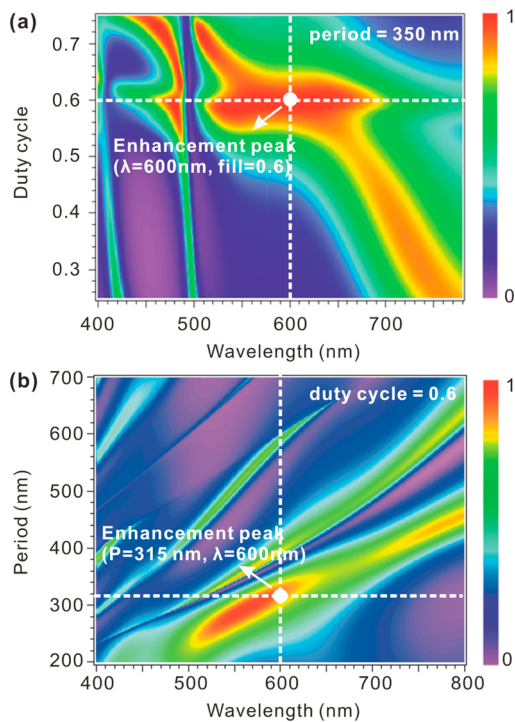 (a)
period = 350 nm
1
0.7
0.6
0.5
0.4
0.3
Duty cycle
Enhancement peak
(λ=600nm, fill=0.6)
0
400 500 600 700
Wavelength (nm)
(b)
700
600
500
400
300
200
Period (nm)
duty cycle = 0.6
1
Enhancement peak
(P=315 nm, λ=600nm)
0
400 500 600 700 800
Wavelength (nm)